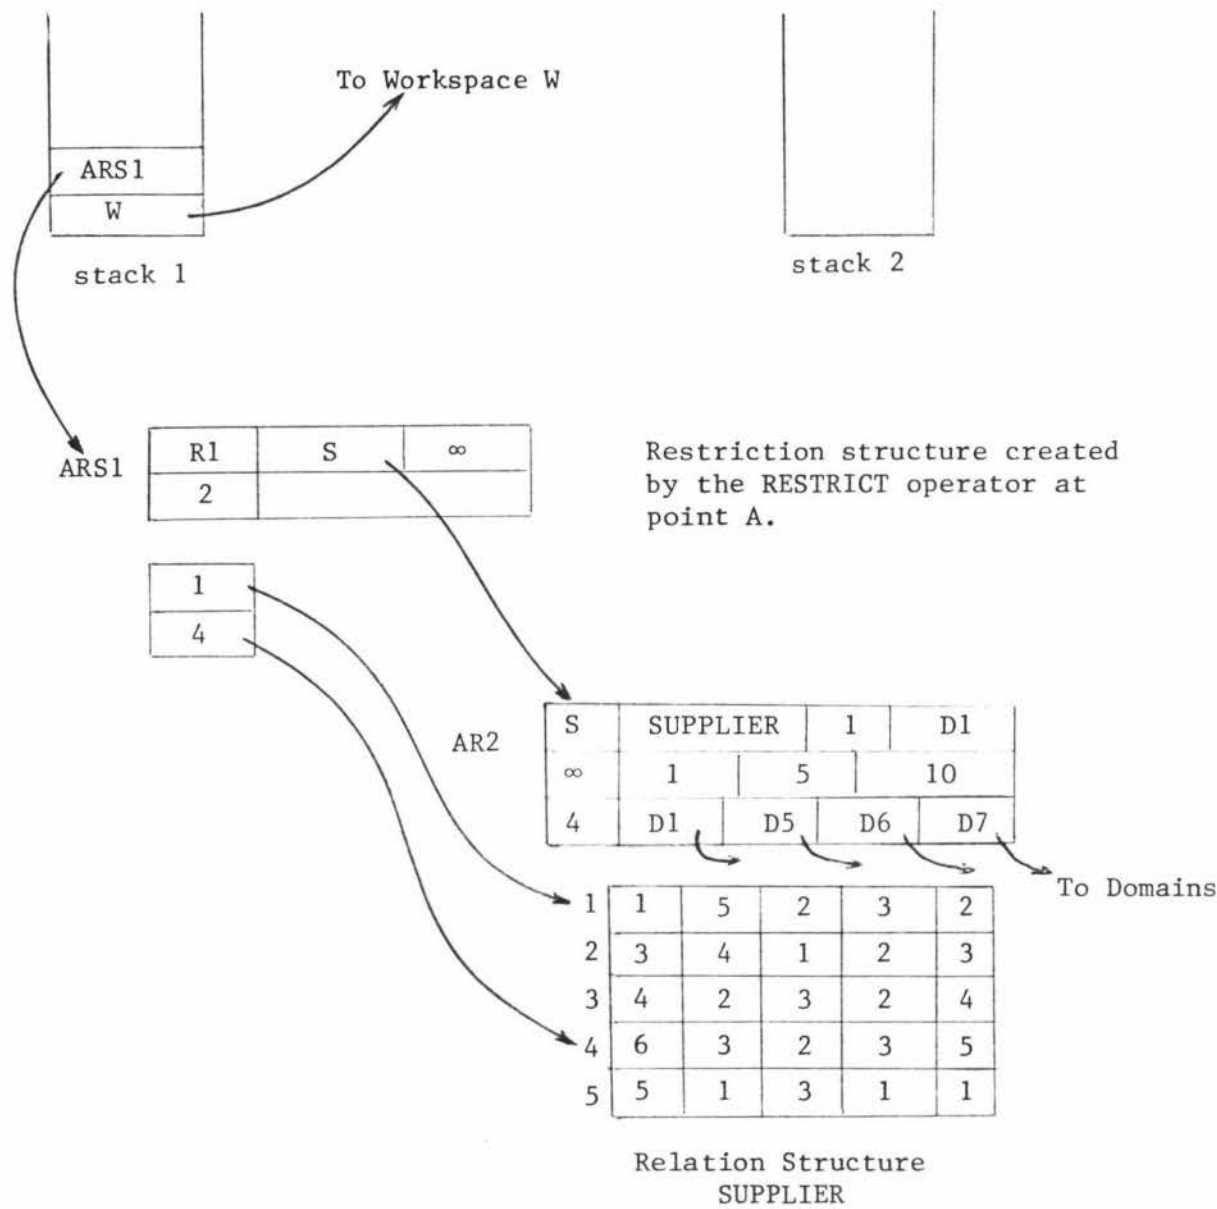 To Workspace W
ARS1
W
stack 1
stack 2
ARS1
R1 S ∞
2
Restriction structure created
by the RESTRICT operator at
point A.
1
4
AR2
S SUPPLIER 1 D1
∞ 1 5 10
4 D1 D5 D6 D7
To Domains
1 1 5 2 3 2
2 3 4 1 2 3
3 4 2 3 2 4
4 6 3 2 3 5
5 5 1 3 1 1
Relation Structure
SUPPLIER